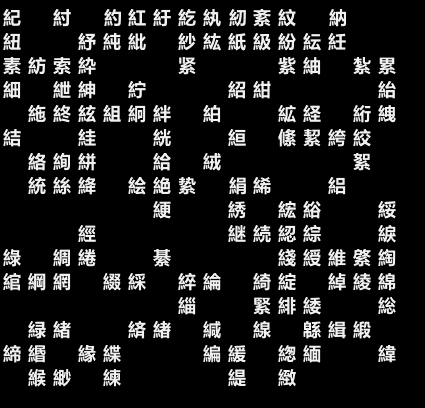 紀 紂 約紅紆紇紈紉紊紋 納
紐 紓純紕 紗紘紙級紛紜紝
素紡索紣 紧 紫紬 紮累
細 紲紳 紵 紹紺 紿
絁終絃組絅絆 絈 絋経 絎絏
結 絓 絖 絙 絛絜絝絞
絡絢絣 給 絨 絮
統絲絳 絵絶絷 絹絺 絽
綆 綉 綋綌 綏
經 継続綛綜 綟
綠 綢綣 綦 綫綬維綮綯
綰綱網 綴綵 綷綸 綺綻 綽綾綿
緇 緊緋緌 総
緑緒 緕緖 緘 線 緜緝緞
締緡 緣緤 編緩 緫緬 緯
緱緲 練 緹 緻